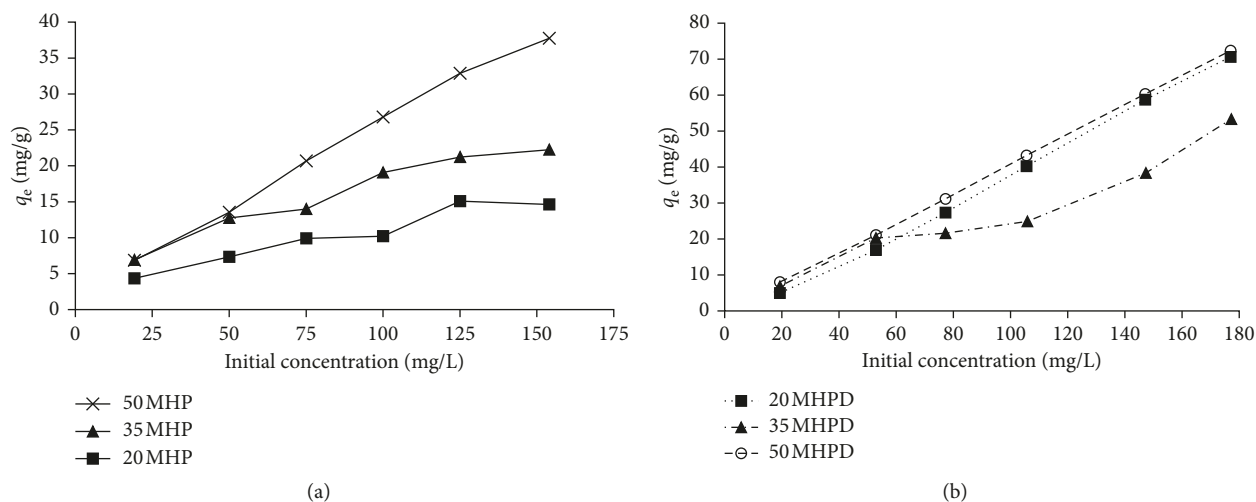 40
35
30
25
20
15
10
5
0
qe (mg/g)
0 25 50 75 100 125 150 175
Initial concentration (mg/L)
50 MHP
35 MHP
20 MHP
(a)
80
70
60
50
40
30
20
10
0
qe (mg/g)
0 20 40 60 80 100 120 140 160 180
Initial concentration (mg/L)
20 MHPD
35 MHPD
50 MHPD
(b)